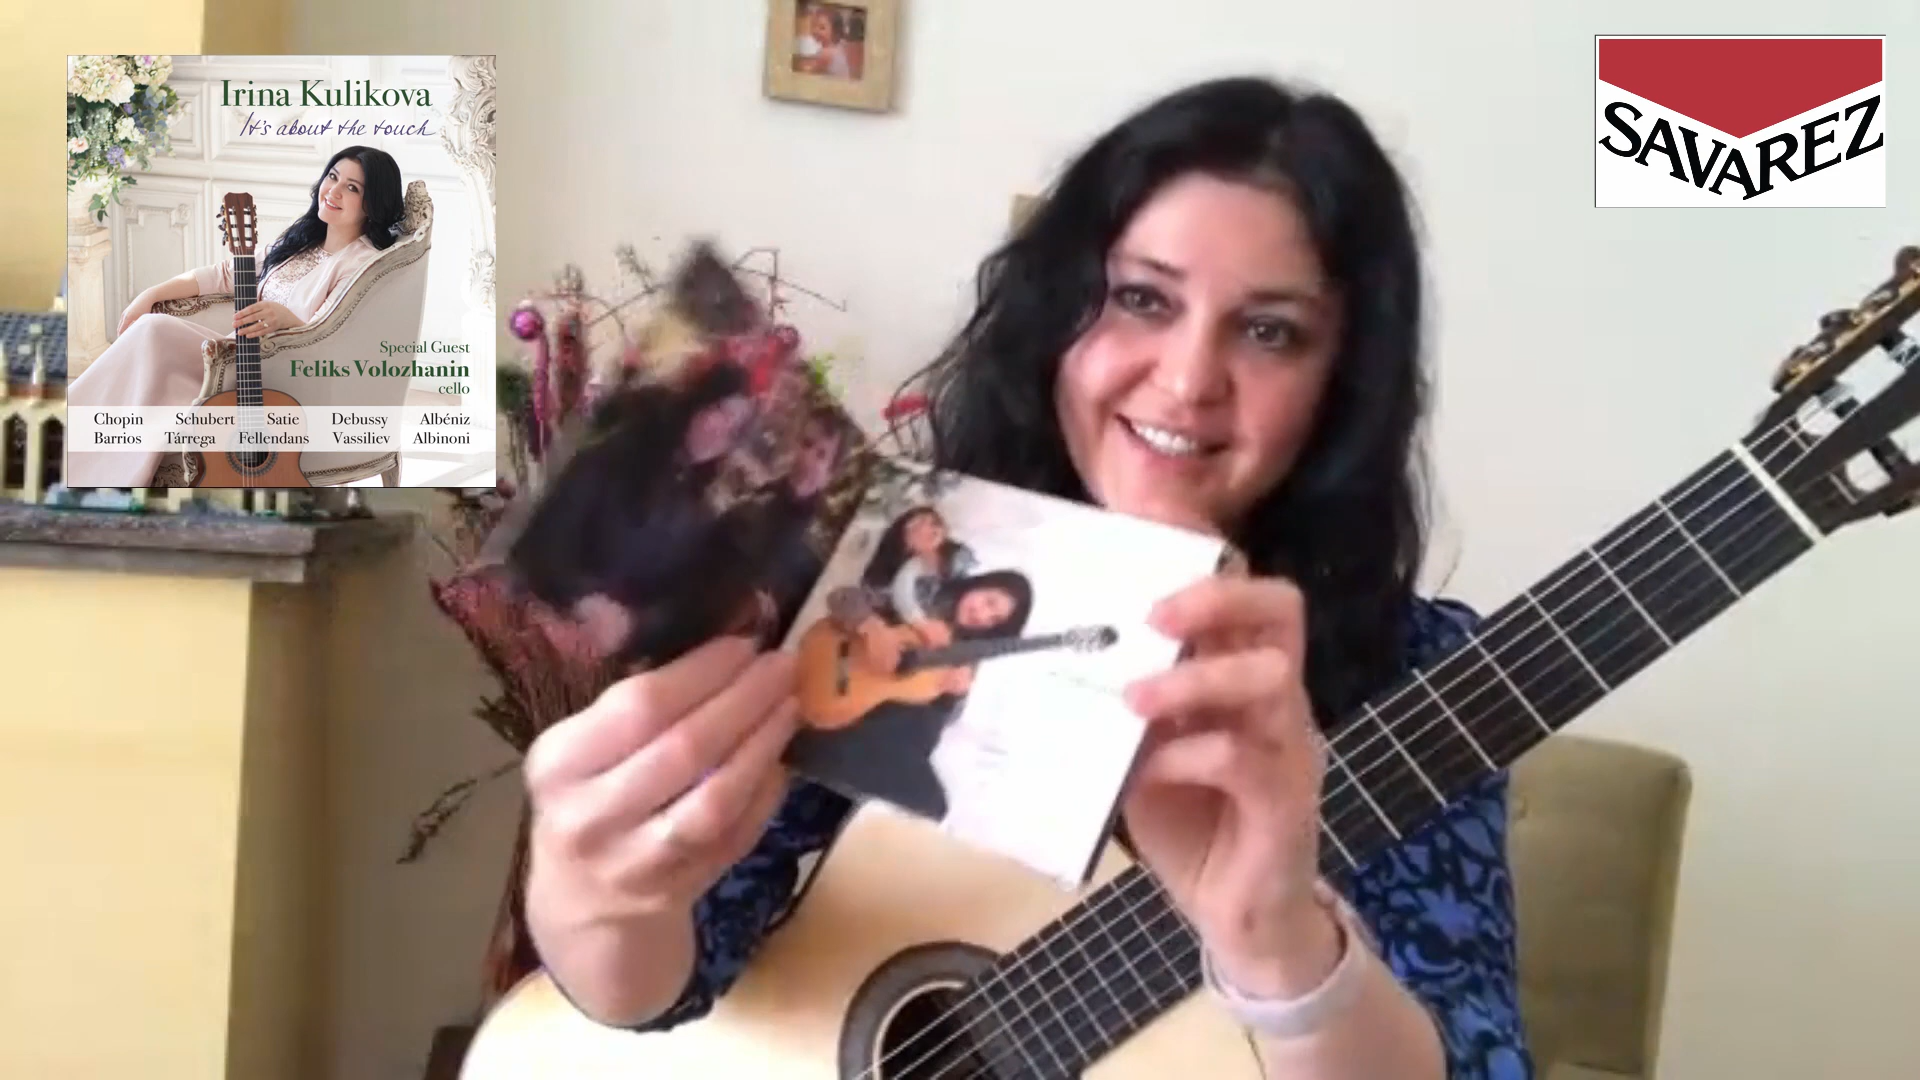 Irina Kulikova
It's about the touch
Special Guest
Feliks Volozhanin
cello
Chopin Schubert Satie Debussy Albéniz
Barrios Tárrega Fellendans Vassiliev Albinoni
SAVAREZ